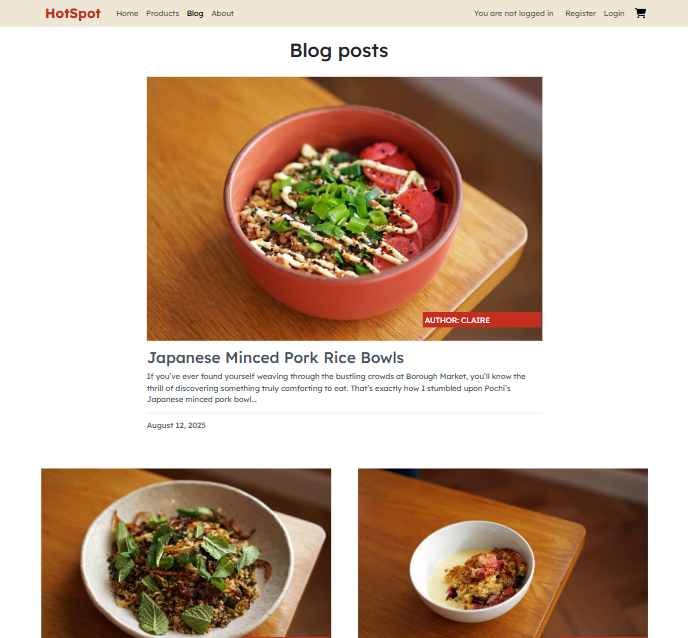 HotSpot Home Products Blog About You are not logged in Register Login
Blog posts
AUTHOR: CLAIRE
Japanese Minced Pork Rice Bowls
If you've ever found yourself weaving through the bustling crowds at Borough Market, you'll know the
thrill of discovering something truly comforting to eat. That's exactly how I stumbled upon Pochi's
Japanese minced pork bowl...
August 12, 2025